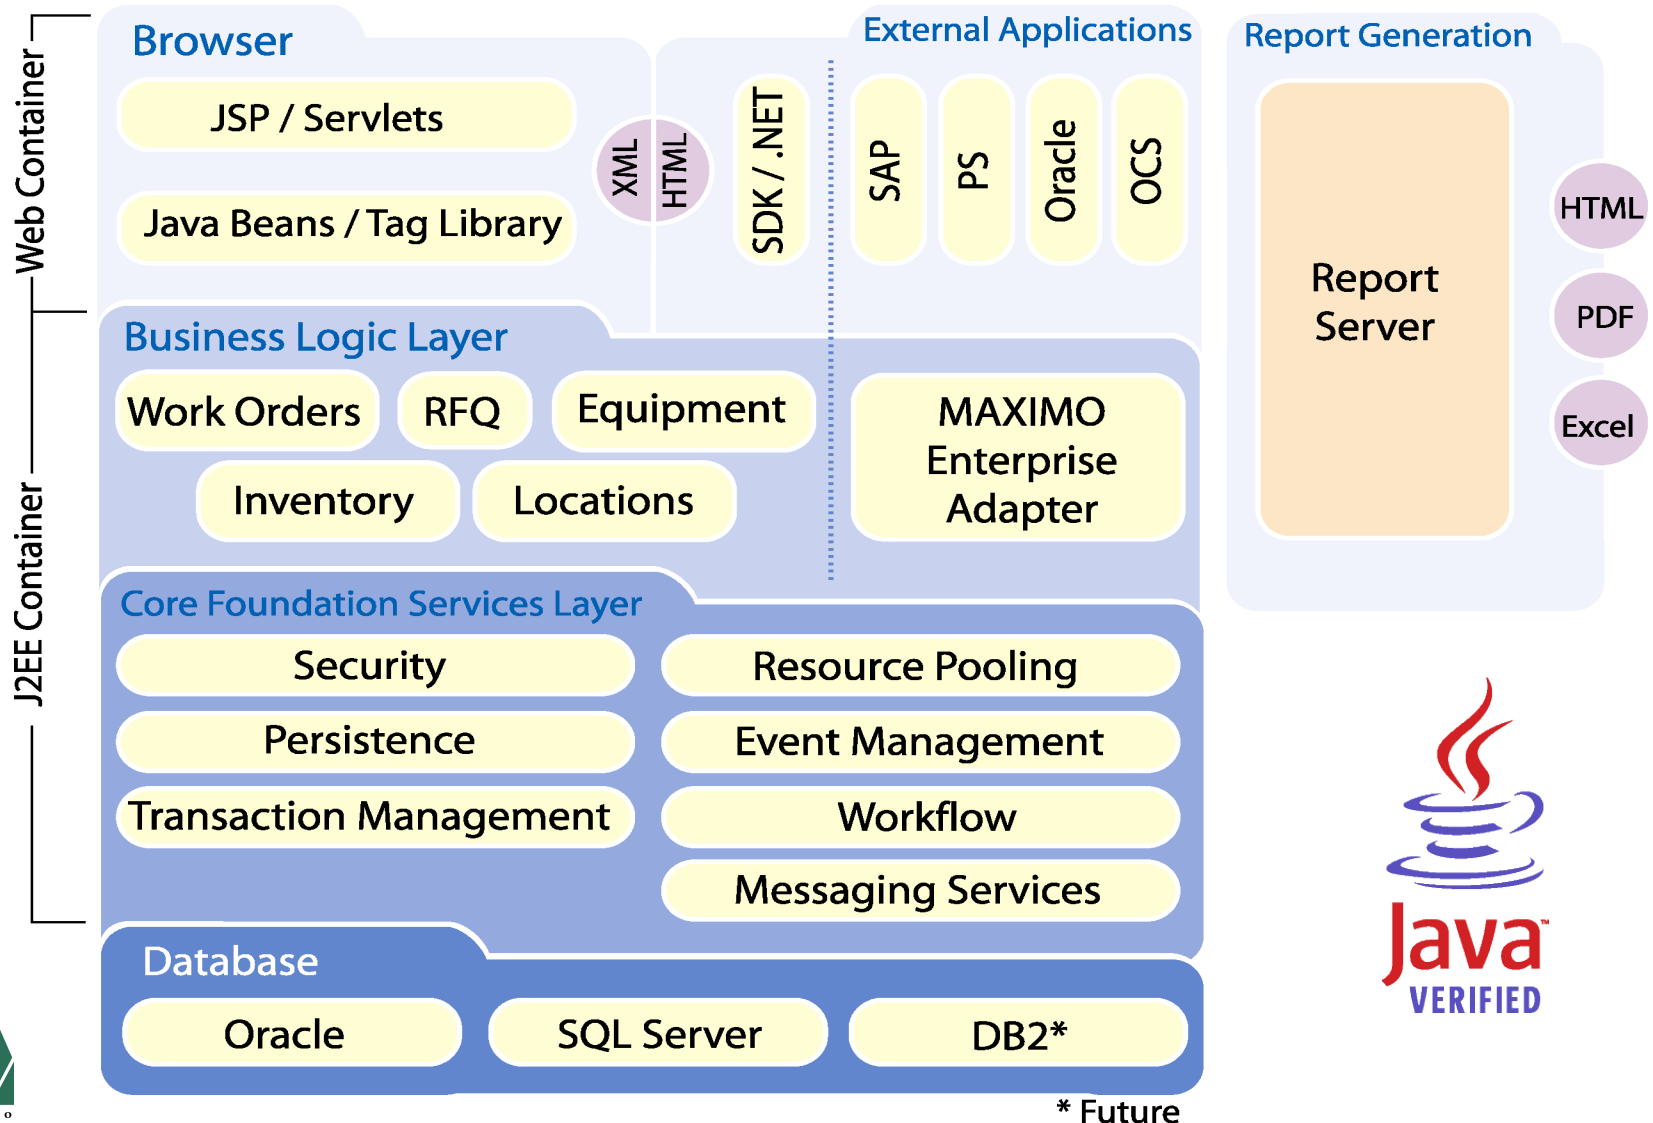 Web Container
J2EE Container
Browser
JSP / Servlets
Java Beans / Tag Library
XML
HTML
SDK / .NET
External Applications
SAP
PS
Oracle
OCS
Report Generation
Report
Server
HTML
PDF
Excel
Business Logic Layer
Work Orders
RFQ
Equipment
Inventory
Locations
MAXIMO
Enterprise
Adapter
Core Foundation Services Layer
Security
Resource Pooling
Persistence
Event Management
Transaction Management
Workflow
Messaging Services
Database
Oracle
SQL Server
DB2*
* Future
Java™
VERIFIED